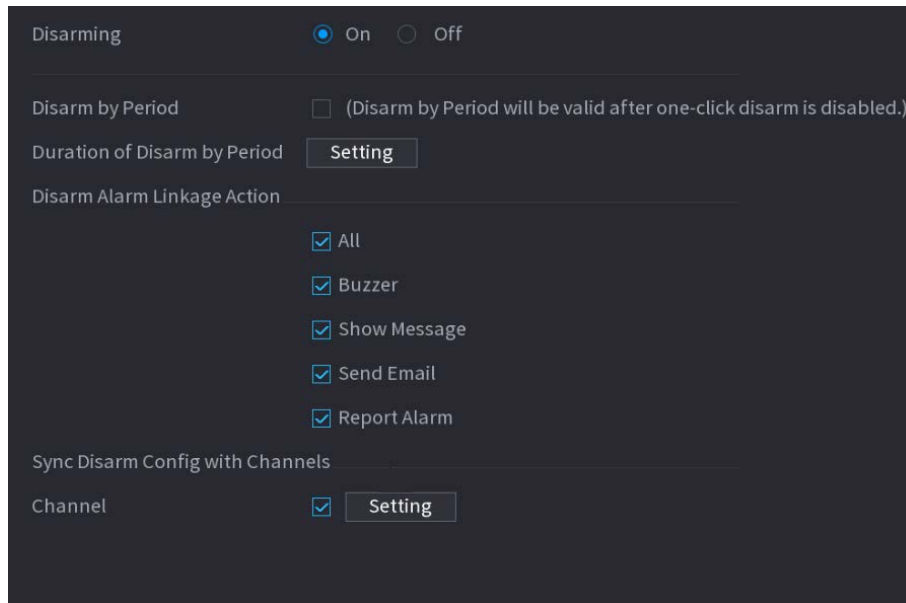 Disarming On Off
Disarm by Period (Disarm by Period will be valid after one-click disarm is disabled.)
Duration of Disarm by Period Setting
Disarm Alarm Linkage Action
All
Buzzer
Show Message
Send Email
Report Alarm
Sync Disarm Config with Channels
Channel Setting